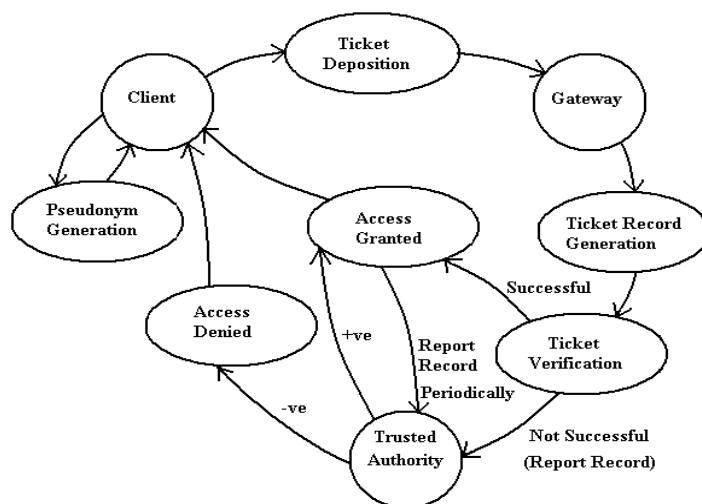 Ticket
Deposition
Client
Gateway
Pseudonym
Generation
Access
Granted
Ticket Record
Generation
Successful
Access
Denied
+ve
Report
Record
Periodically
Ticket
Verification
-ve
Trusted
Authority
Not Successful
(Report Record)